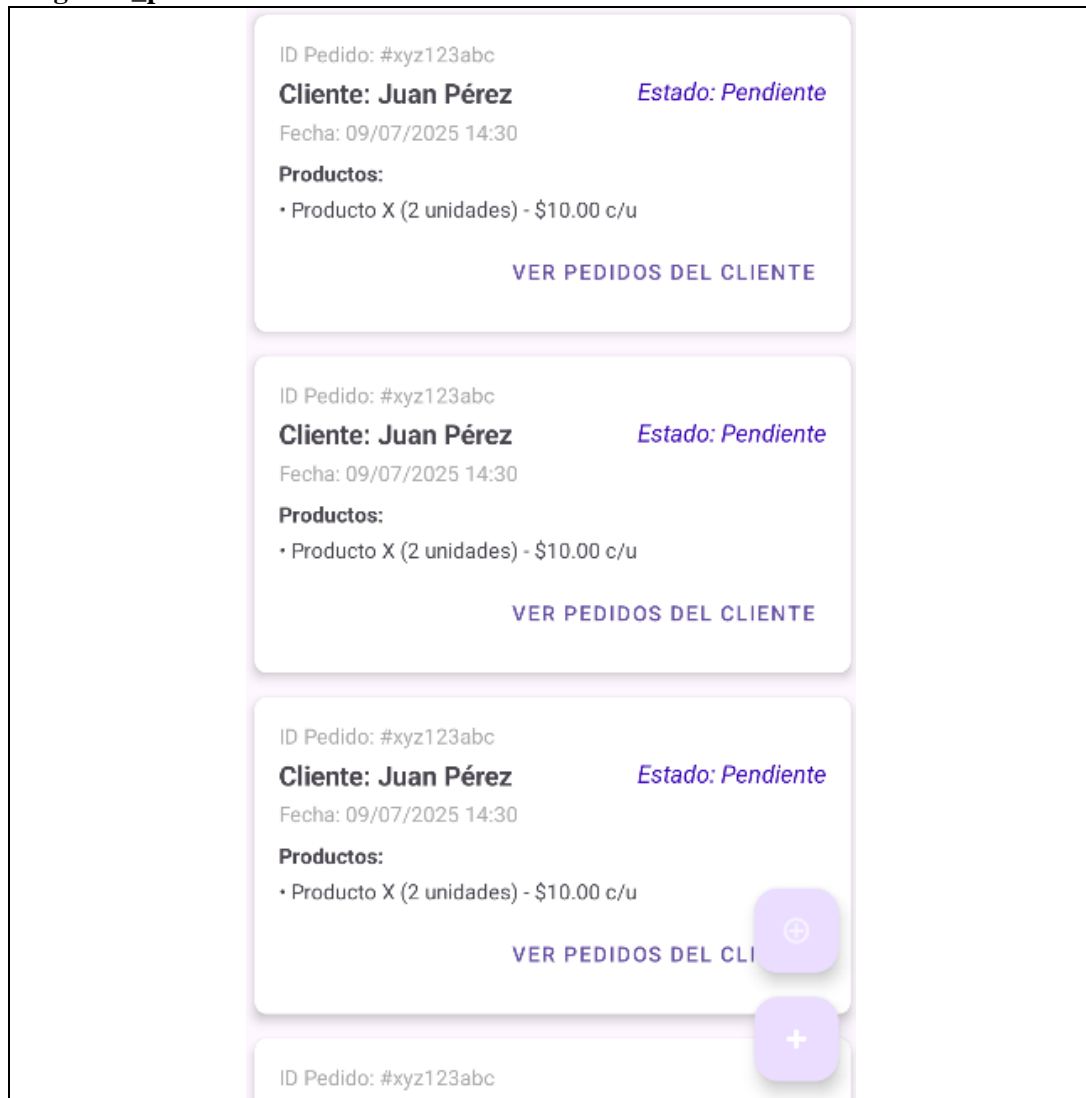 ID Pedido: #xyz123abc
Cliente: Juan Pérez Estado: Pendiente
Fecha: 09/07/2025 14:30
Productos:
• Producto X (2 unidades) - $10.00 c/u
VER PEDIDOS DEL CLIENTE
ID Pedido: #xyz123abc
Cliente: Juan Pérez Estado: Pendiente
Fecha: 09/07/2025 14:30
Productos:
• Producto X (2 unidades) - $10.00 c/u
VER PEDIDOS DEL CLIENTE
ID Pedido: #xyz123abc
Cliente: Juan Pérez Estado: Pendiente
Fecha: 09/07/2025 14:30
Productos:
• Producto X (2 unidades) - $10.00 c/u
VER PEDIDOS DEL CLI
ID Pedido: #xyz123abc